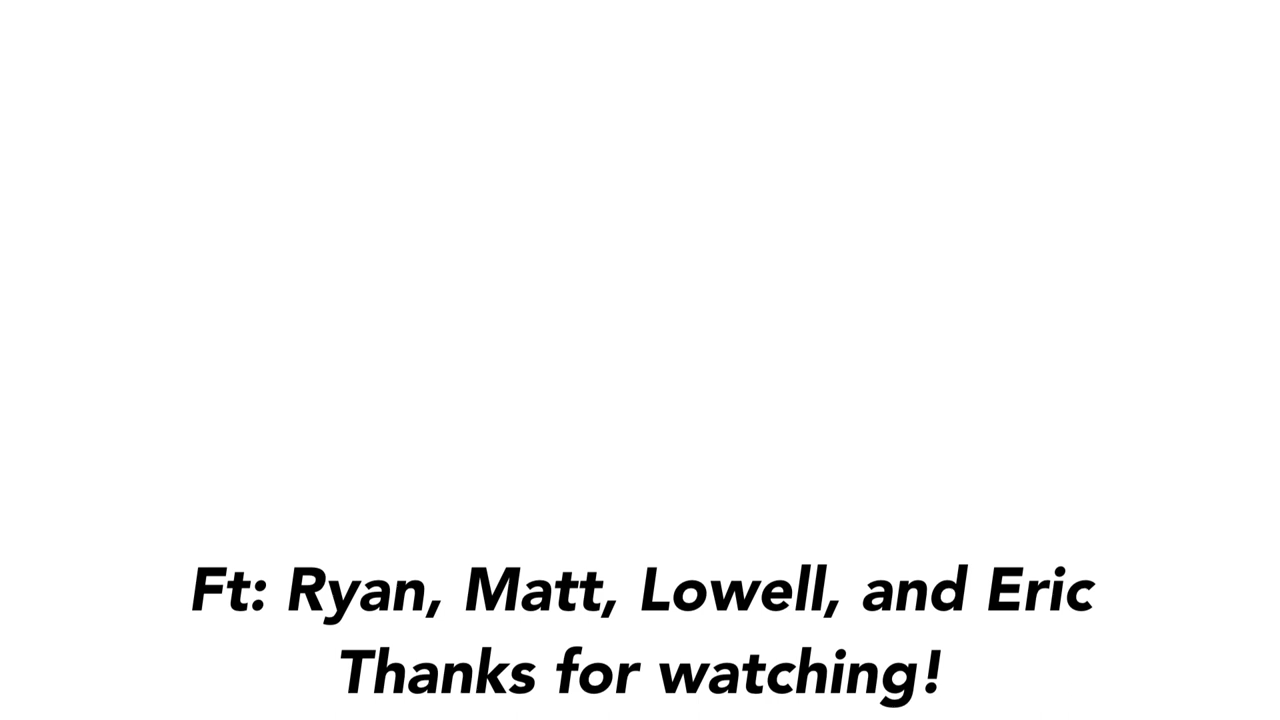 Ft: Ryan, Matt, Lowell, and Eric
Thanks for watching!